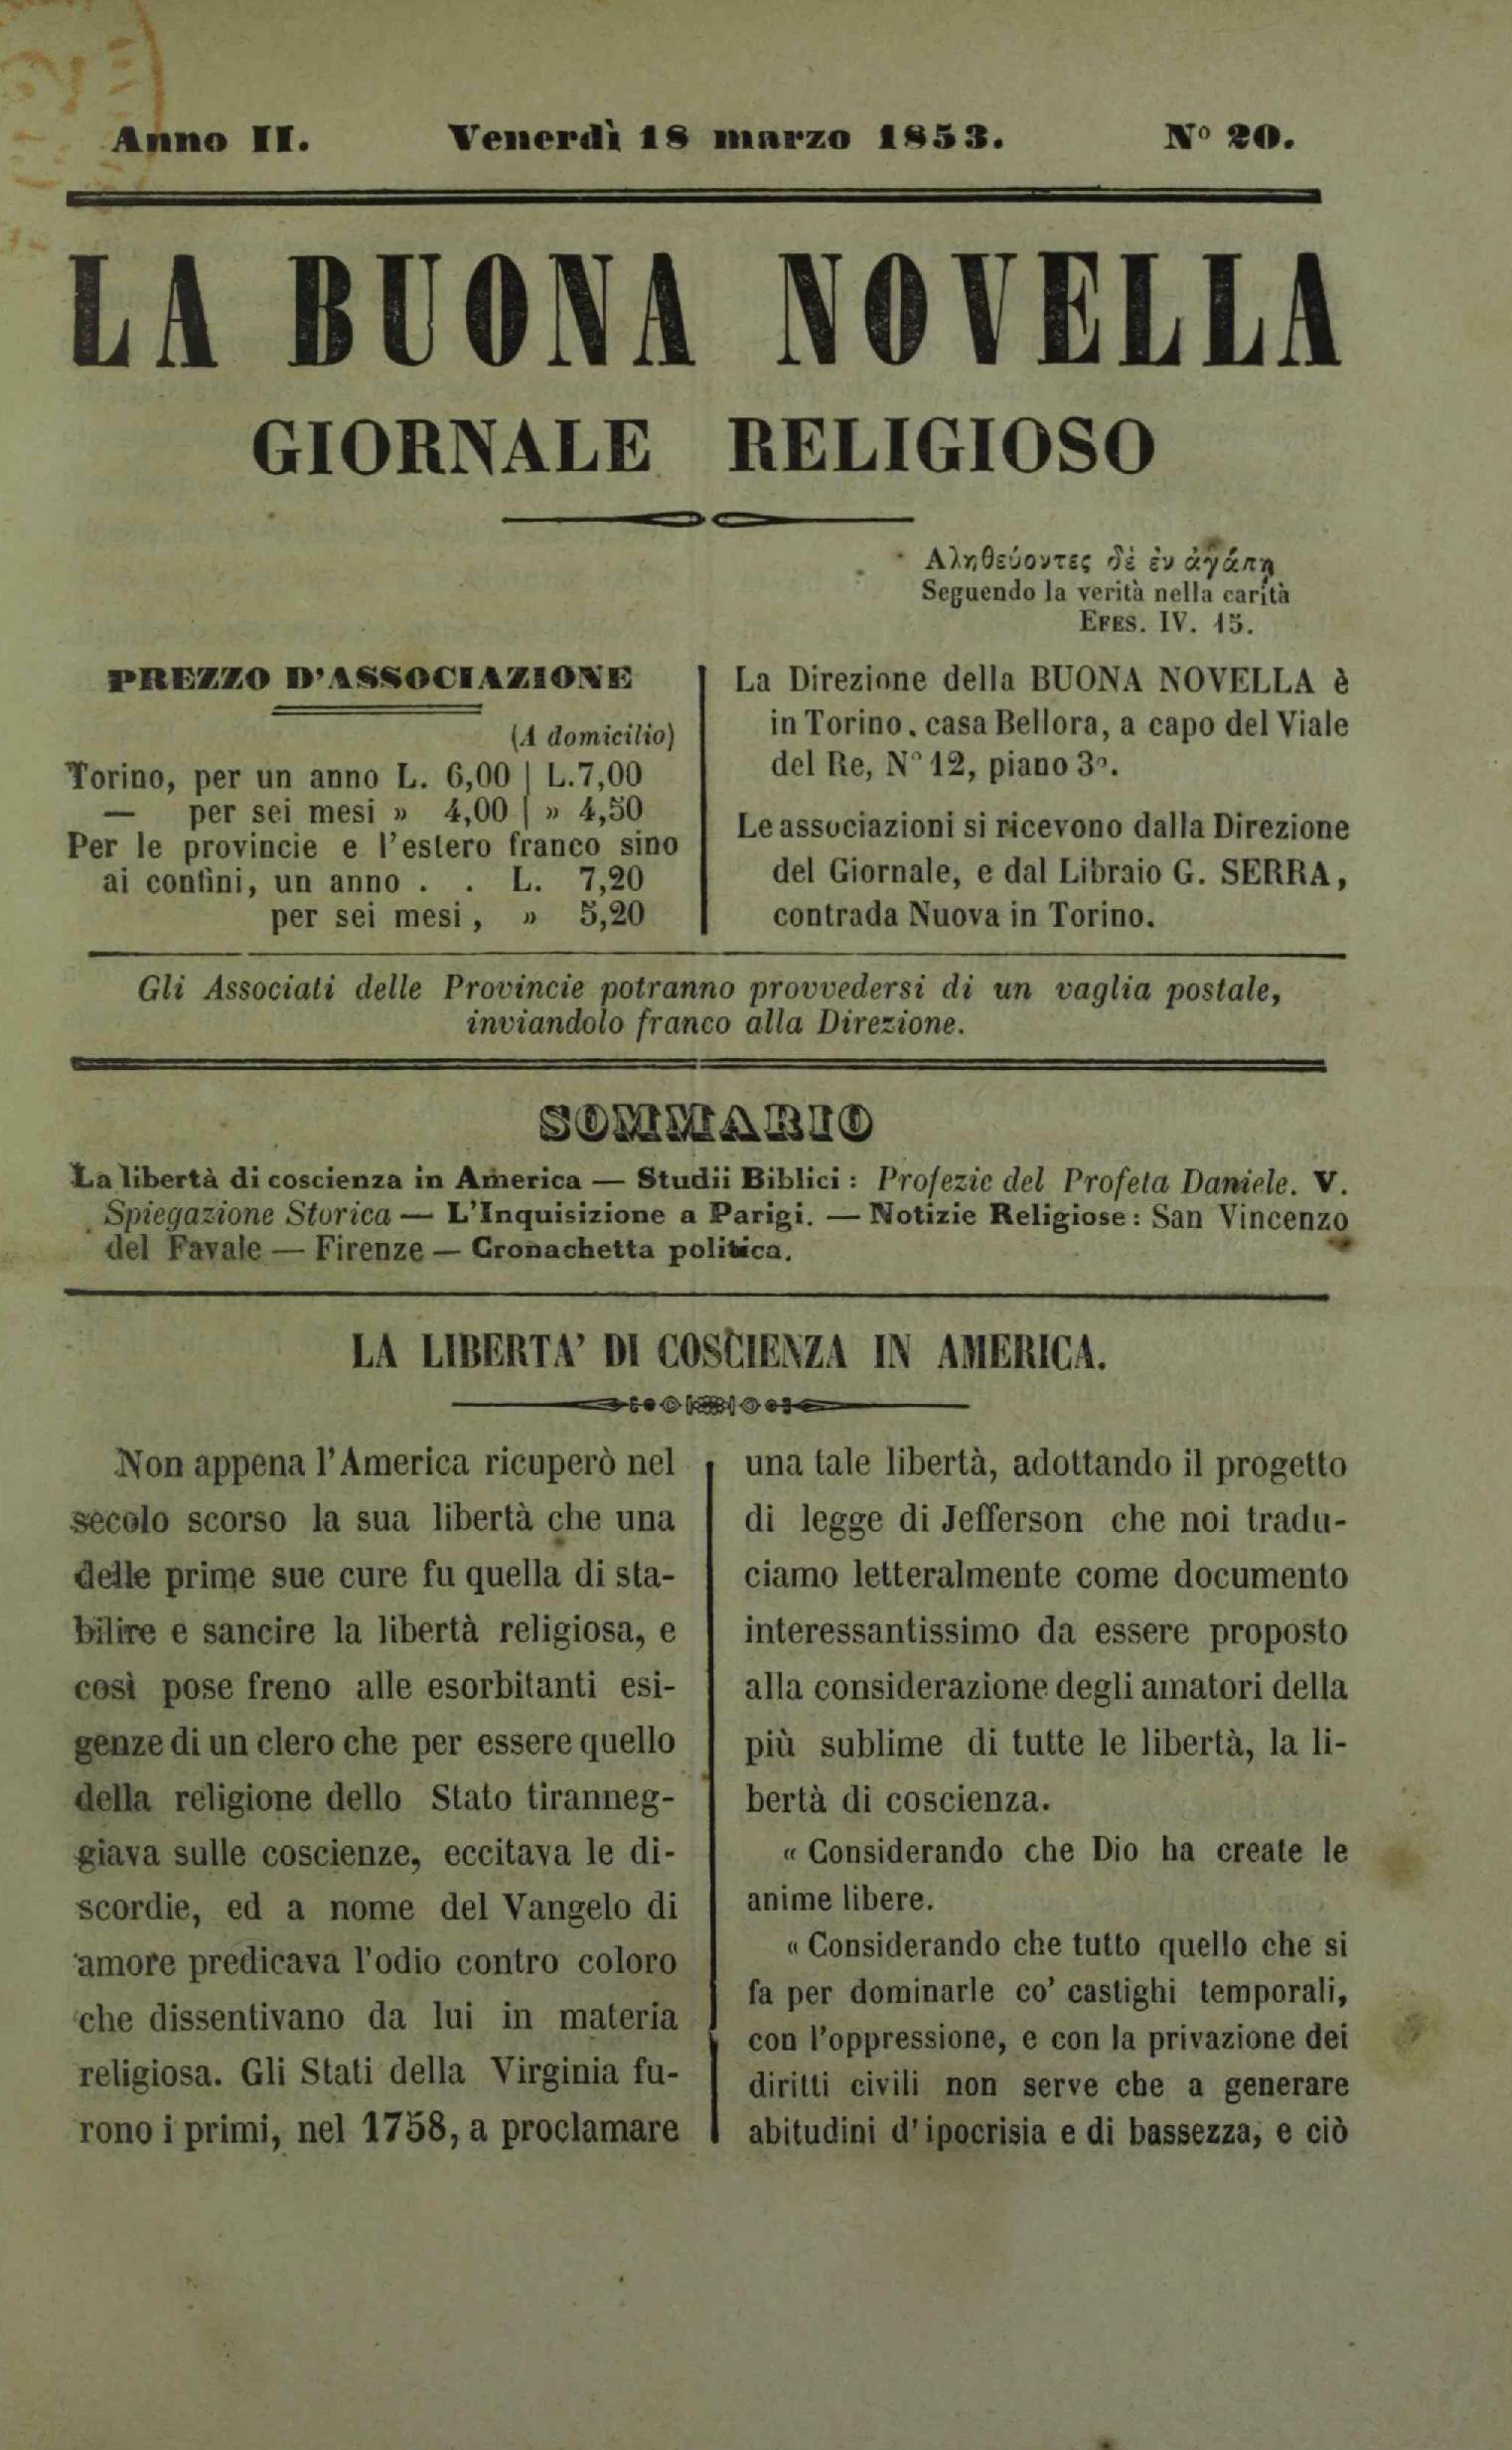 Anno II. Venerdì 18 marzo 1853. Nº 20.
LA BUONA NOVELLA
GIORNALE RELIGIOSO
Αληθεύοντες δὲ ἐν ἀγάπη
Seguendo la verità nella carità
EFES. IV. 15.
PREZZO D'ASSOCIAZIONE
(A domicilio)
Torino, per un anno L. 6,00 | L.7,00
— per sei mesi » 4,00 | » 4,50
Per le provincie e l'estero franco sino
ai confini, un anno . . L. 7,20
per sei mesi, » 5,20
La Direzione della BUONA NOVELLA è
in Torino, casa Bellora, a capo del Viale
del Re, Nº 12, piano 3º.
Le associazioni si ricevono dalla Direzione
del Giornale, e dal Libraio G. SERRA,
contrada Nuova in Torino.
Gli Associati delle Provincie potranno provvedersi di un vaglia postale,
inviandolo franco alla Direzione.
SOMMARIO
La libertà di coscienza in America — Studii Biblici: Profezie del Profeta Daniele. V.
Spiegazione Storica — L'Inquisizione a Parigi. — Notizie Religiose: San Vincenzo
del Favale — Firenze — Cronachetta politica.
LA LIBERTA' DI COSCIENZA IN AMERICA.
Non appena l'America ricuperò nel
secolo scorso la sua libertà che una
delle prime sue cure fu quella di sta-
bilire e sancire la libertà religiosa, e
così pose freno alle esorbitanti esi-
genze di un clero che per essere quello
della religione dello Stato tiranneg-
giava sulle coscienze, eccitava le di-
scordie, ed a nome del Vangelo di
amore predicava l'odio contro coloro
che dissentivano da lui in materia
religiosa. Gli Stati della Virginia fu-
rono i primi, nel 1758, a proclamare
una tale libertà, adottando il progetto
di legge di Jefferson che noi tradu-
ciamo letteralmente come documento
interessantissimo da essere proposto
alla considerazione degli amatori della
più sublime di tutte le libertà, la li-
bertà di coscienza.
« Considerando che Dio ha create le
anime libere.
« Considerando che tutto quello che si
fa per dominarle co' castighi temporali,
con l'oppressione, e con la privazione dei
diritti civili non serve che a generare
abitudini d'ipocrisia e di bassezza, e ciò